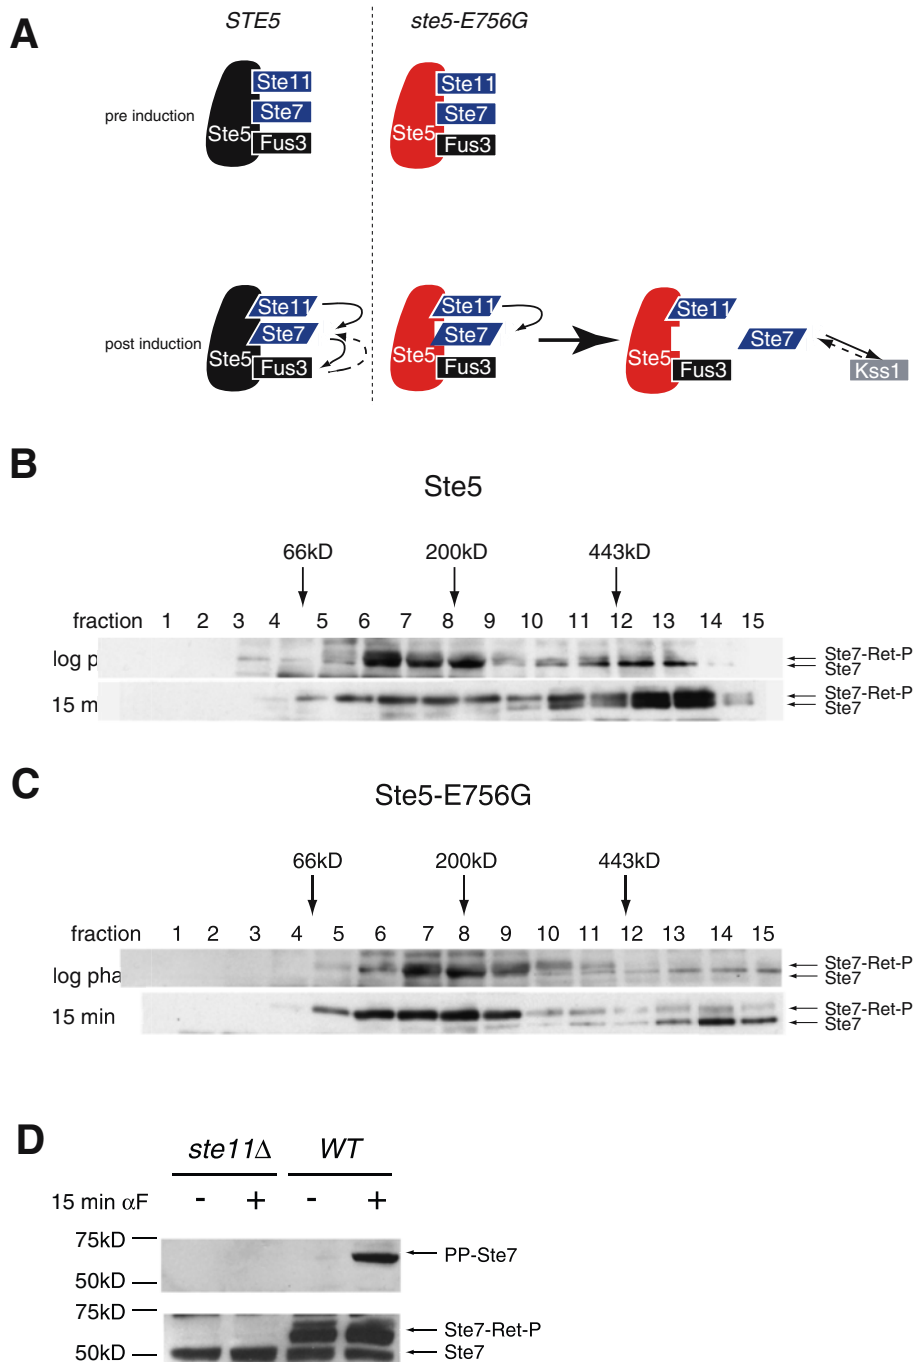 A
STE5
ste5-E756G
pre induction
Ste11
Ste7
Ste5
Fus3
Ste11
Ste7
Ste5
Fus3
post induction
Ste11
Ste7
Ste5
Fus3
Ste11
Ste7
Ste5
Fus3
Ste11
Ste7
Ste5
Fus3
Kss1
B
Ste5
66kD 200kD 443kD
fraction 1 2 3 4 5 6 7 8 9 10 11 12 13 14 15
log p
Ste7-Ret-P
Ste7
15 m
Ste7-Ret-P
Ste7
C
Ste5-E756G
66kD 200kD 443kD
fraction 1 2 3 4 5 6 7 8 9 10 11 12 13 14 15
log pha
Ste7-Ret-P
Ste7
15 min
Ste7-Ret-P
Ste7
D
ste11Δ WT
15 min αF - + - +
75kD
PP-Ste7
50kD
75kD
Ste7-Ret-P
50kD
Ste7